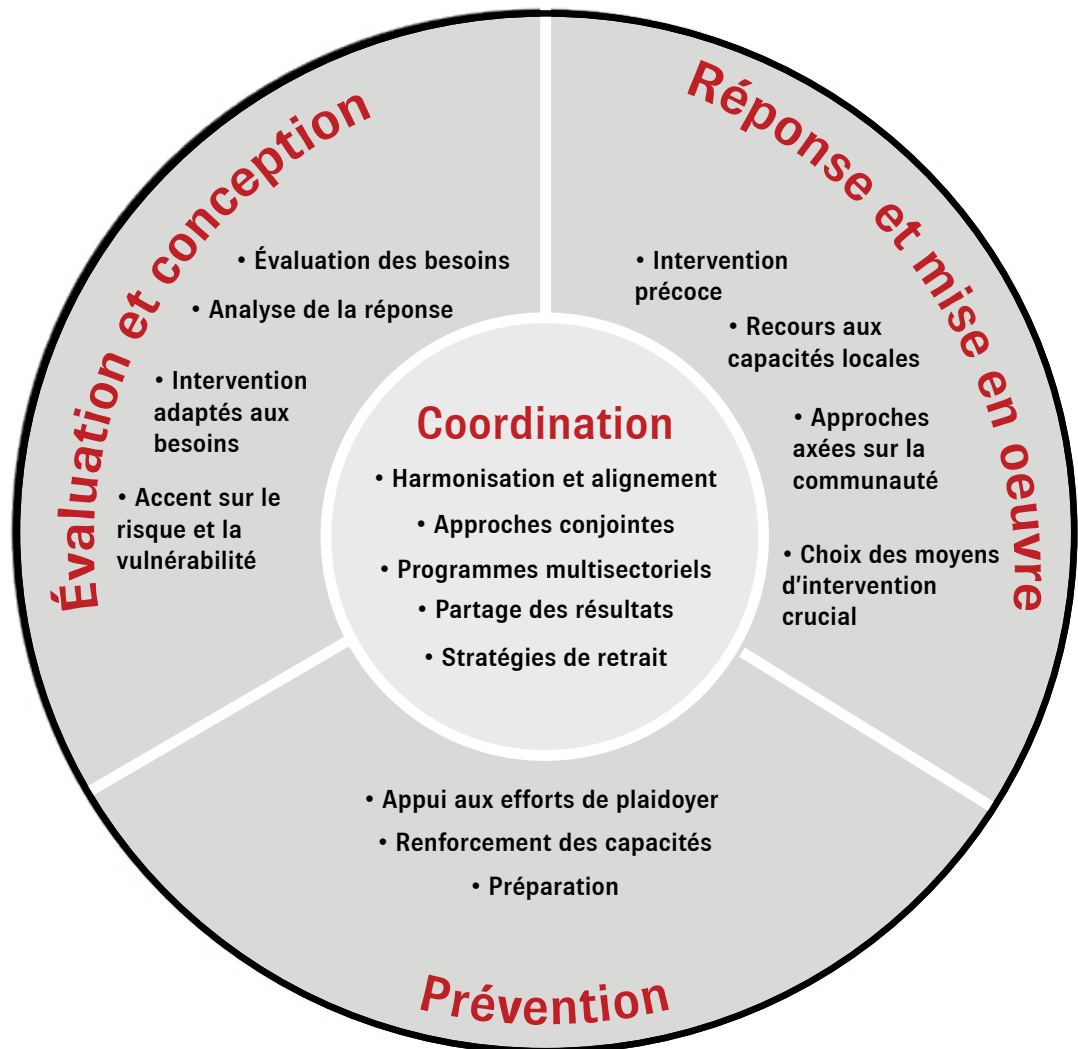 Évaluation et conception
• Évaluation des besoins
• Analyse de la réponse
• Intervention
adaptés aux
besoins
• Accent sur le
risque et la
vulnérabilité
Réponse et mise en oeuvre
• Intervention
précoce
• Recours aux
capacités locales
• Approches
axées sur la
communauté
• Choix des moyens
d’intervention
crucial
Coordination
• Harmonisation et alignement
• Approches conjointes
• Programmes multisectoriels
• Partage des résultats
• Stratégies de retrait
• Appui aux efforts de plaidoyer
• Renforcement des capacités
• Préparation
Prévention